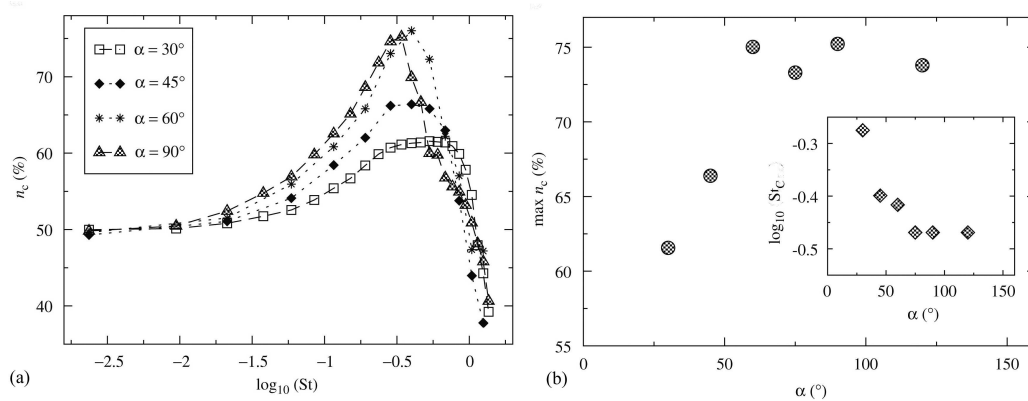 α = 30°
α = 45°
α = 60°
α = 90°
70
60
50
40
n_c (%)
−2.5 −2 −1.5 −1 −0.5 0
log₁₀ (St)
(a)
75
70
65
60
55
max n_c (%)
0 50 100 150
α (°)
-0.3
-0.4
-0.5
log₁₀ St_C
0 50 100 150
α (°)
(b)